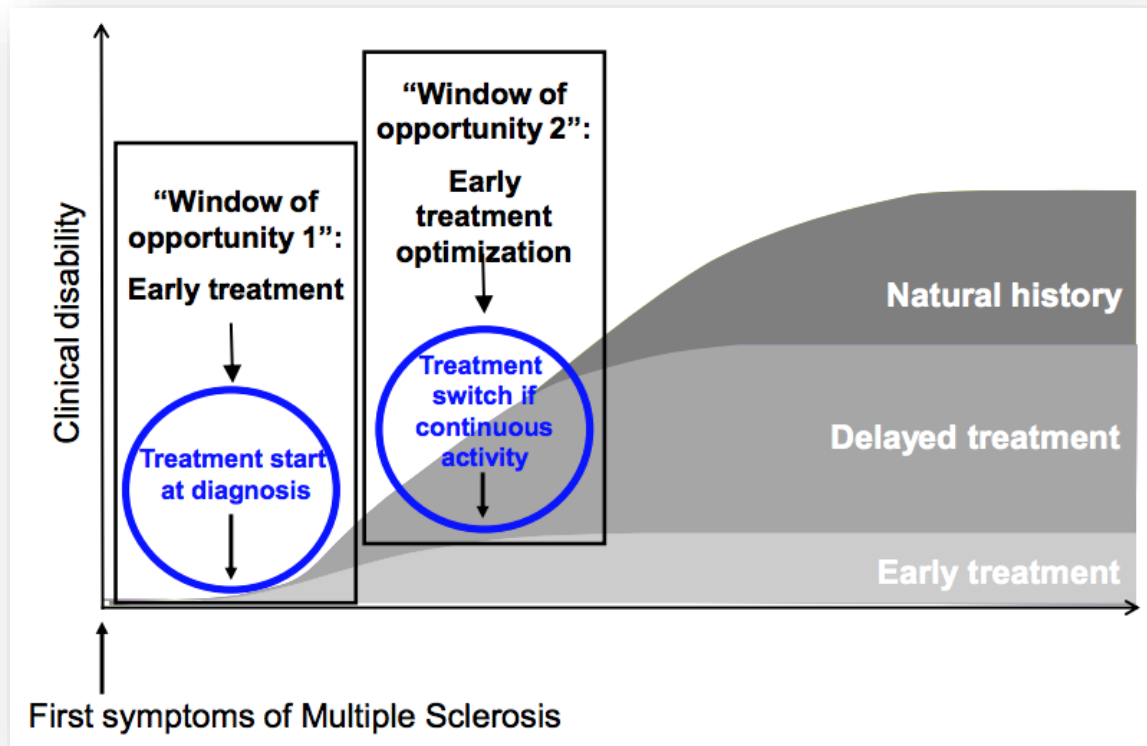 Clinical disability
“Window of
opportunity 1”:
Early treatment
Treatment start
at diagnosis
“Window of
opportunity 2”:
Early
treatment
optimization
Treatment
switch if
continuous
activity
Natural history
Delayed treatment
Early treatment
First symptoms of Multiple Sclerosis